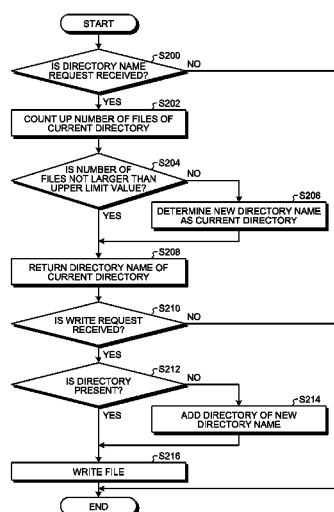 START
S200
IS DIRECTORY NAME
REQUEST RECEIVED?
NO
YES
S202
COUNT UP NUMBER OF FILES OF
CURRENT DIRECTORY
S204
IS NUMBER OF
FILES NOT LARGER THAN
UPPER LIMIT VALUE?
NO
YES
S206
DETERMINE NEW DIRECTORY NAME
AS CURRENT DIRECTORY
S208
RETURN DIRECTORY NAME OF
CURRENT DIRECTORY
S210
IS WRITE REQUEST
RECEIVED?
NO
YES
S212
IS DIRECTORY
PRESENT?
NO
YES
S214
ADD DIRECTORY OF NEW
DIRECTORY NAME
S216
WRITE FILE
END